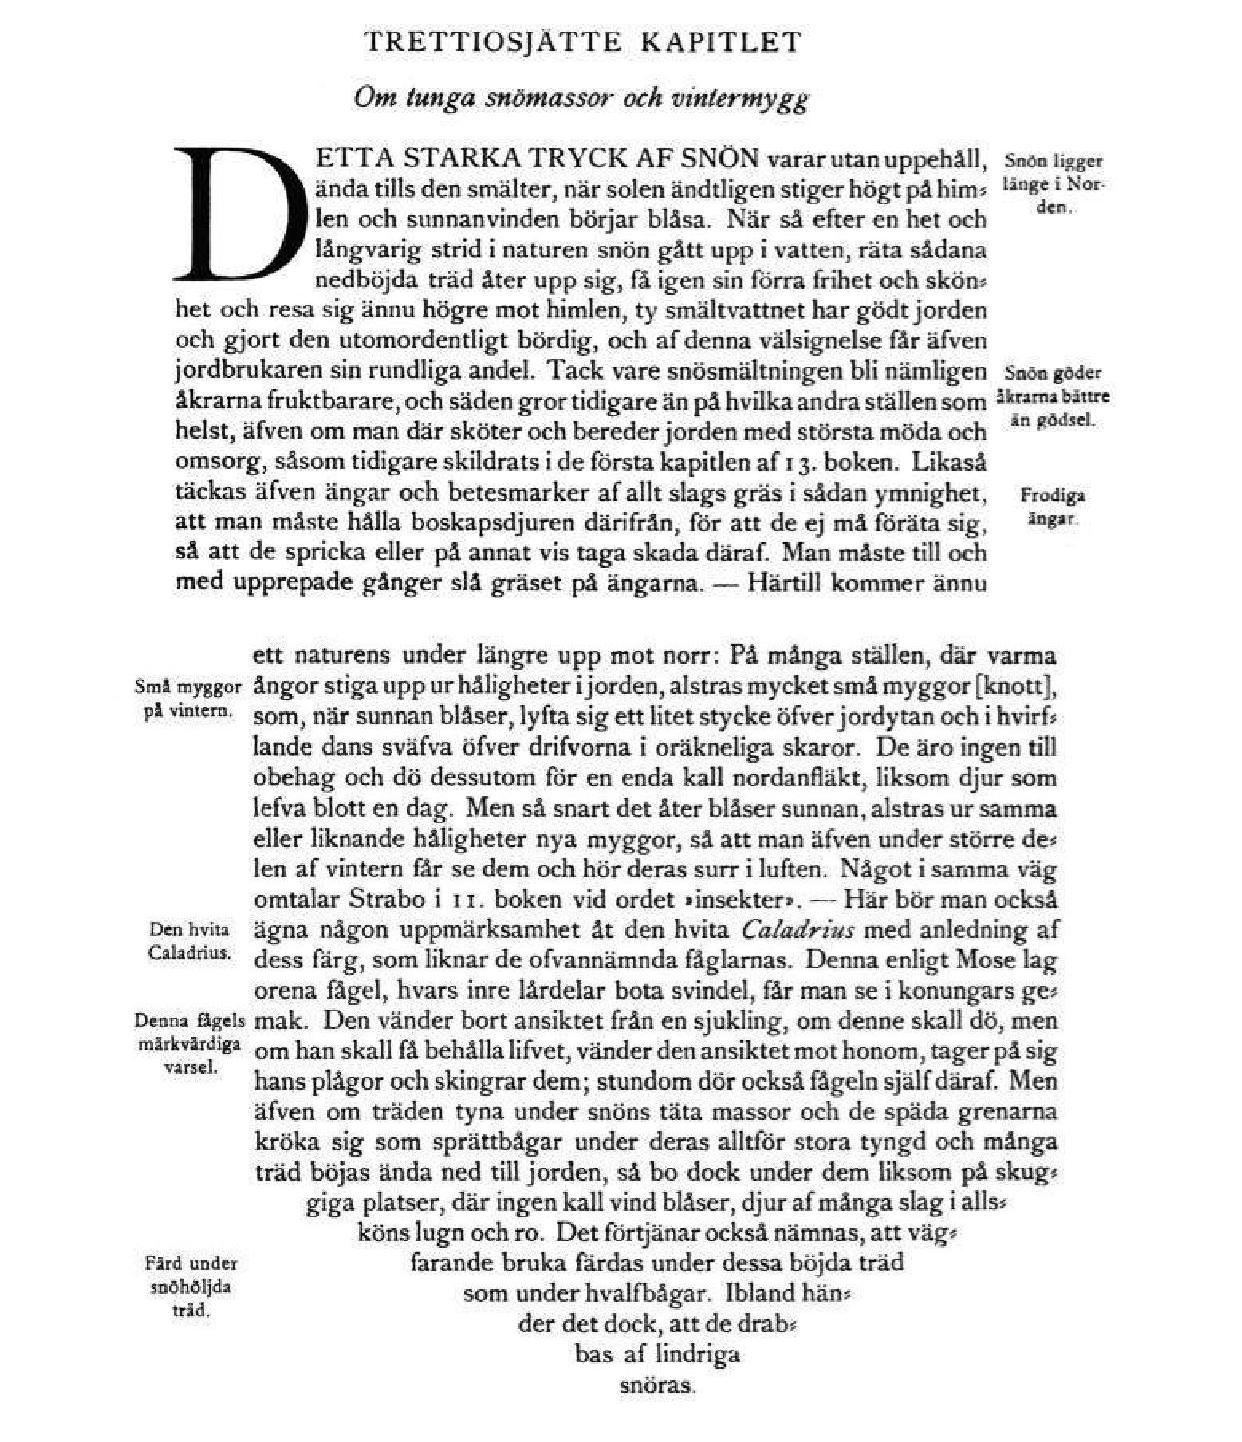 TRETTIOSJÄTTE KAPITLET
Om tunga snömassor och vintermygg
DETTA STARKA TRYCK AF SNÖN varar utan uppehåll,
ända tills den smälter, när solen ändtligen stiger högt på him⸗
len och sunnanvinden börjar blåsa. När så efter en het och
långvarig strid i naturen snön gått upp i vatten, räta sådana
nedböjda träd åter upp sig, få igen sin förra frihet och skön⸗
het och resa sig ännu högre mot himlen, ty smältvattnet har gödt jorden
och gjort den utomordentligt bördig, och af denna välsignelse får äfven
jordbrukaren sin rundliga andel. Tack vare snösmältningen bli nämligen
åkrarna fruktbarare, och säden gror tidigare än på hvilka andra ställen som
helst, äfven om man där sköter och bereder jorden med största möda och
omsorg, såsom tidigare skildrats i de första kapitlen af 13. boken. Likaså
täckas äfven ängar och betesmarker af allt slags gräs i sådan ymnighet,
att man måste hålla boskapsdjuren därifrån, för att de ej må föräta sig,
så att de spricka eller på annat vis taga skada däraf. Man måste till och
med upprepade gånger slå gräset på ängarna. — Härtill kommer ännu
Snön ligger
länge i Nor-
den.
Snön göder
åkrarna bättre
än gödsel.
Frodiga
ängar.
ett naturens under längre upp mot norr: På många ställen, där varma
ångor stiga upp ur håligheter i jorden, alstras mycket små myggor [knott],
som, när sunnan blåser, lyfta sig ett litet stycke öfver jordytan och i hvirf⸗
lande dans sväfva öfver drifvorna i oräkneliga skaror. De äro ingen till
obehag och dö dessutom för en enda kall nordanfläkt, liksom djur som
lefva blott en dag. Men så snart det åter blåser sunnan, alstras ur samma
eller liknande håligheter nya myggor, så att man äfven under större de⸗
len af vintern får se dem och hör deras surr i luften. Något i samma väg
omtalar Strabo i 11. boken vid ordet »insekter». — Här bör man också
ägna någon uppmärksamhet åt den hvita Caladrius med anledning af
dess färg, som liknar de ofvannämnda fåglarnas. Denna enligt Mose lag
orena fågel, hvars inre lårdelar bota svindel, får man se i konungars ge⸗
mak. Den vänder bort ansiktet från en sjukling, om denne skall dö, men
om han skall få behålla lifvet, vänder den ansiktet mot honom, tager på sig
hans plågor och skingrar dem; stundom dör också fågeln själf däraf. Men
äfven om träden tyna under snöns täta massor och de späda grenarna
kröka sig som sprättbågar under deras alltför stora tyngd och många
träd böjas ända ned till jorden, så bo dock under dem liksom på skug⸗
giga platser, där ingen kall vind blåser, djur af många slag i alls⸗
köns lugn och ro. Det förtjänar också nämnas, att väg⸗
farande bruka färdas under dessa böjda träd
som under hvalfbågar. Ibland hän⸗
der det dock, att de drab⸗
bas af lindriga
snöras.
Små myggor
på vintern.
Den hvita
Caladrius.
Denna fågels
märkvärdiga
varsel.
Färd under
snöhöljda
träd.